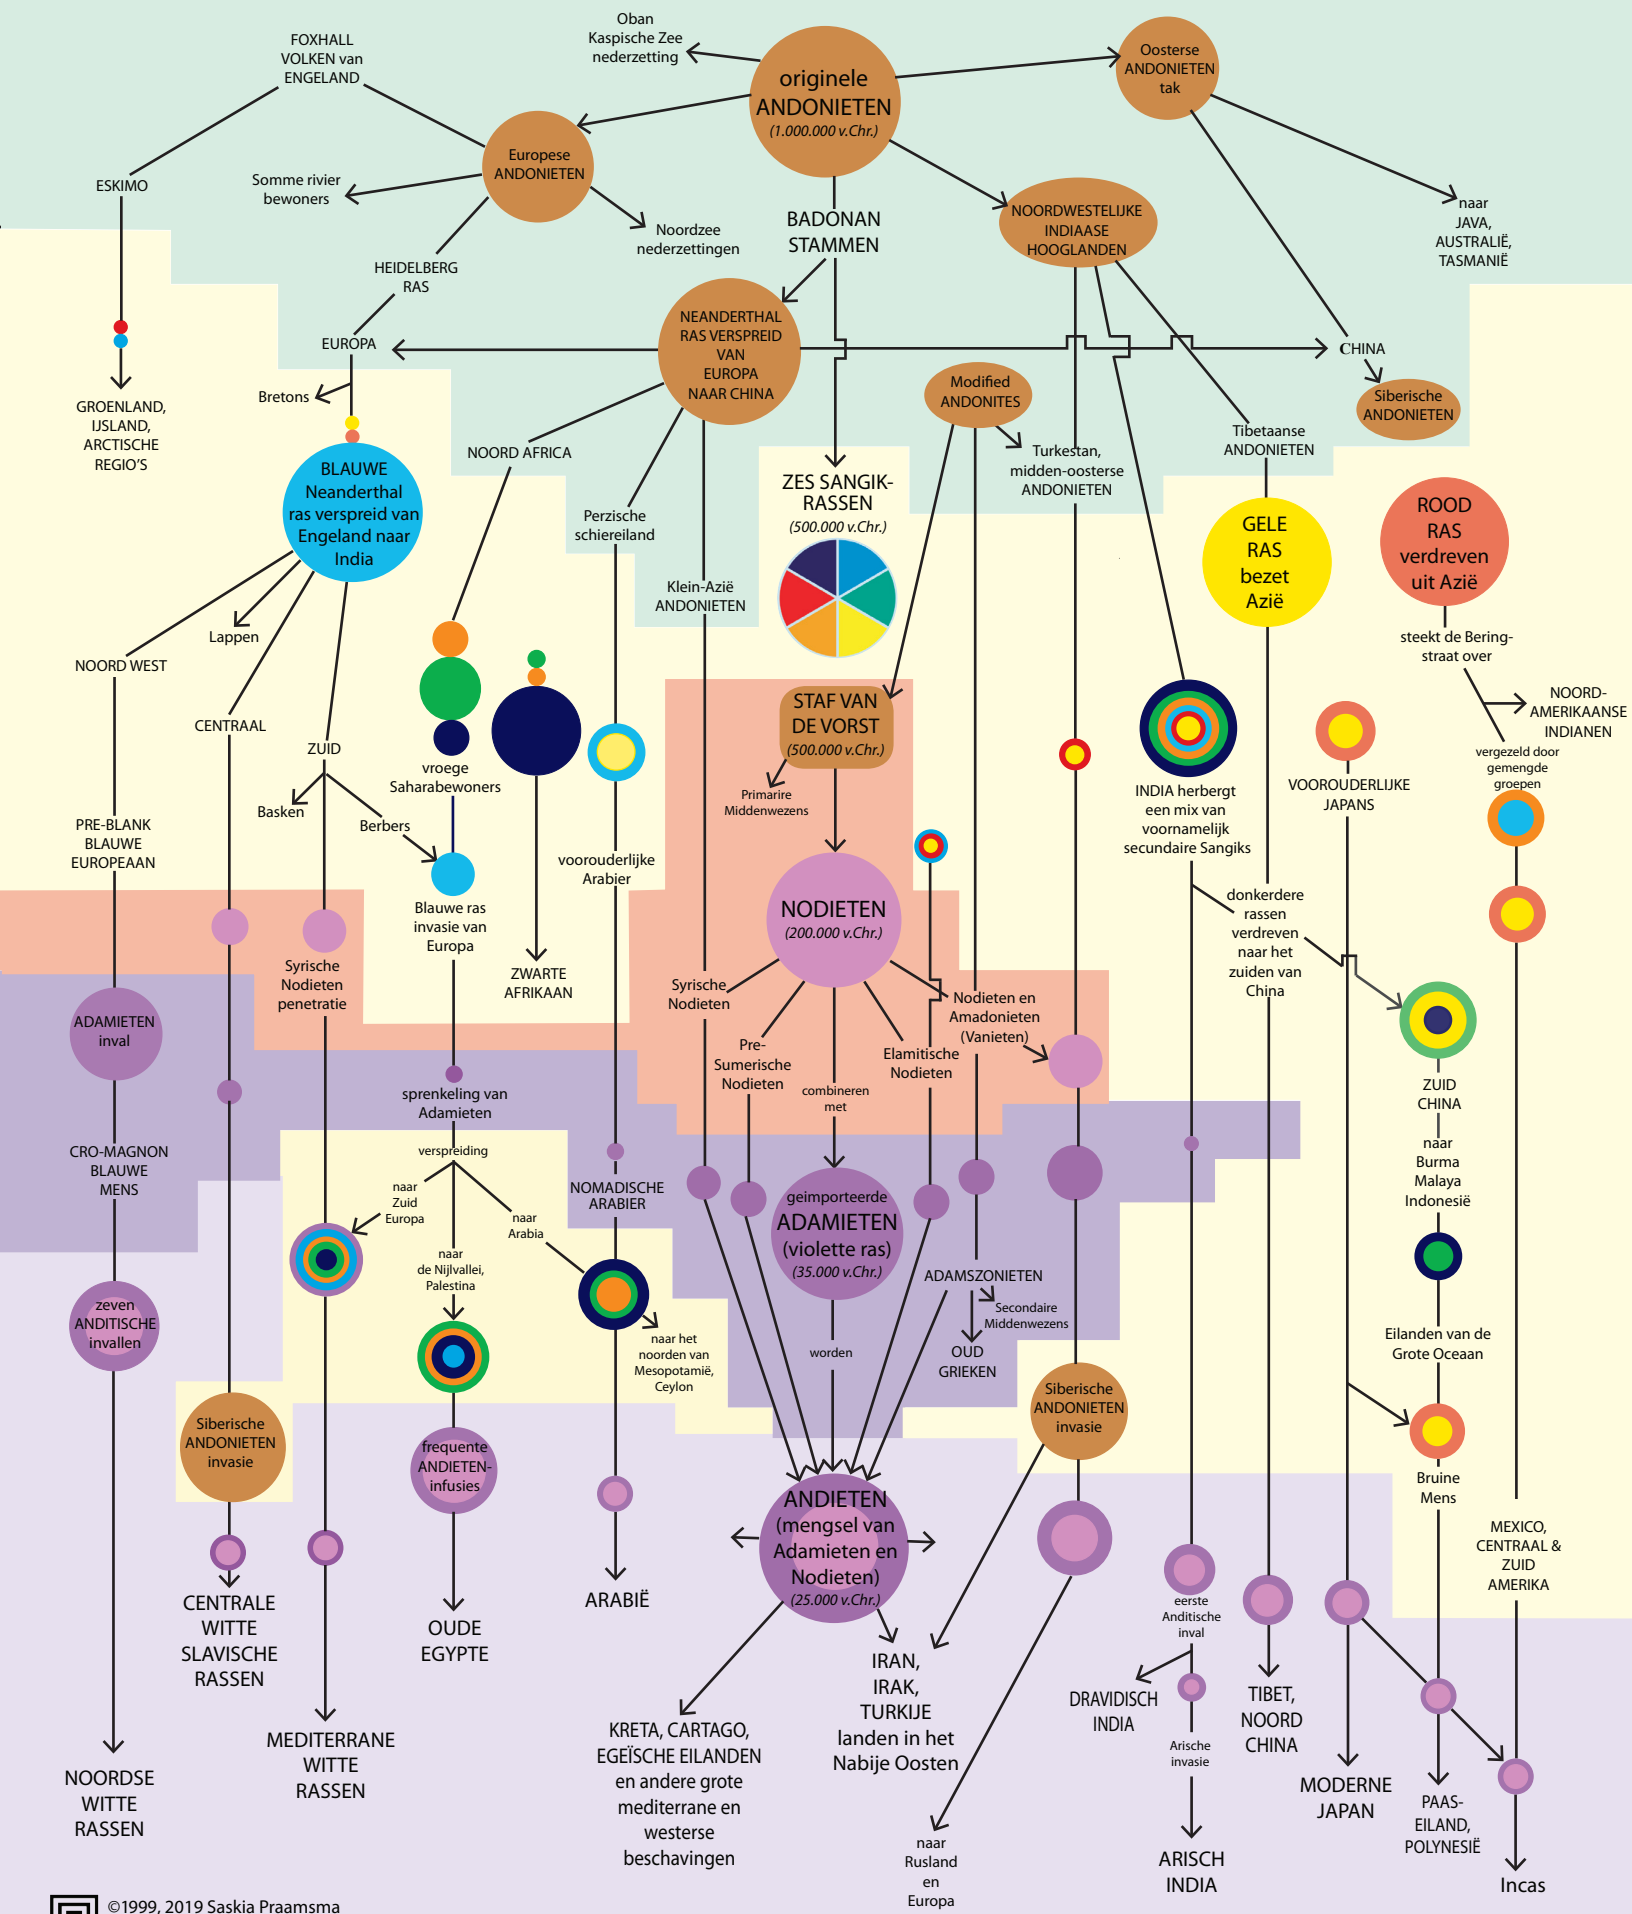 FOXHALL
VOLKEN van
ENGELAND
Oban
Kaspische Zee
nederzetting
originele
ANDONIETEN
(1.000.000 v.Chr.)
Oosterse
ANDONIETEN
tak
Europese
ANDONIETEN
ESKIMO
Somme rivier
bewoners
Noordzee
nederzettingen
BADONAN
STAMMEN
NOORDWESTELIJKE
INDIAASE
HOOGLANDEN
naar
JAVA,
AUSTRALIË,
TASMANIË
HEIDELBERG
RAS
EUROPA
NEANDERTHAL
RAS VERSPREID
VAN
EUROPA
NAAR CHINA
CHINA
Bretons
Modified
ANDONITES
Siberische
ANDONIETEN
GROENLAND,
IJSLAND,
ARCTISCHE
REGIO'S
NOORD AFRICA
Turkestan,
midden-oosterse
ANDONIETEN
Tibetaanse
ANDONIETEN
BLAUWE
Neanderthal
ras verspreid van
Engeland naar
India
Perzische
schiereiland
ZES SANGIK-
RASSEN
(500.000 v.Chr.)
GELE
RAS
bezet
Azië
ROOD
RAS
verdreven
uit Azië
Klein-Azië
ANDONIETEN
Lappen
steekt de Bering-
straat over
NOORD WEST
CENTRAAL
ZUID
STAF VAN
DE VORST
(500.000 v.Chr.)
NOORD-
AMERIKAANSE
INDIANEN
vergezeld door
gemengde
groepen
vroege
Saharabewoners
Primarire
Middenwezens
INDIA herbergt
een mix van
voornamelijk
secundaire Sangiks
VOOROUDERLIJKE
JAPANS
Basken
Berbers
PRE-BLANK
BLAUWE
EUROPEAAN
voorouderlijke
Arabier
donkerdere
rassen
verdreven
naar het
zuiden van
China
NODIETEN
(200.000 v.Chr.)
Blauwe ras
invasie van
Europa
ZWARTE
AFRIKAAN
Syrische
Nodieten
penetratie
Syrische
Nodieten
Nodieten en
Amadonieten
(Vanieten)
ADAMIETEN
inval
Pre-
Sumerische
Nodieten
Elamitische
Nodieten
combineren
met
sprenkeling van
Adamieten
ZUID
CHINA
CRO-MAGNON
BLAUWE
MENS
verspreiding
naar
Zuid
Europa
naar
Arabia
NOMADISCHE
ARABIER
naar
Burma
Malaya
Indonesië
geimporteerde
ADAMIETEN
(violette ras)
(35.000 v.Chr.)
naar
de Nijlvallei,
Palestina
ADAMSZONIETEN
Secondaire
Middenwezens
zeven
ANDITISCHE
invallen
naar het
noorden van
Mesopotamië,
Ceylon
worden
OUD
GRIEKEN
Eilanden van de
Grote Oceaan
Siberische
ANDONIETEN
invasie
Siberische
ANDONIETEN
invasie
frequente
ANDIETEN-
infusies
Bruine
Mens
ANDIETEN
(mengsel van
Adamieten en
Nodieten)
(25.000 v.Chr.)
MEXICO,
CENTRAAL &
ZUID
AMERIKA
CENTRALE
WITTE
SLAVISCHE
RASSEN
OUDE
EGYPTE
ARABIË
eerste
Anditische
inval
IRAN,
IRAK,
TURKIJE
landen in het
Nabije Oosten
DRAVIDISCH
INDIA
TIBET,
NOORD
CHINA
KRETA, CARTAGO,
EGEÏSCHE EILANDEN
en andere grote
mediterrane en
westerse
beschavingen
MEDITERRANE
WITTE
RASSEN
Arische
invasie
NOORDSE
WITTE
RASSEN
MODERNE
JAPAN
PAAS-
EILAND,
POLYNESIË
naar
Rusland
en
Europa
ARISCH
INDIA
Incas
©1999, 2019 Saskia Praamsma